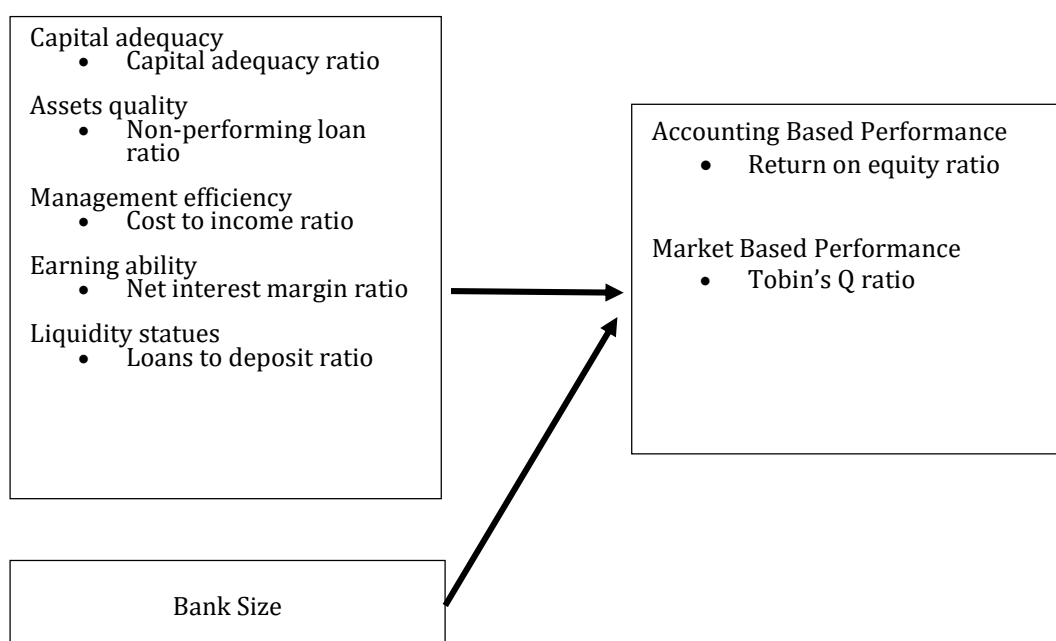 Capital adequacy
• Capital adequacy ratio
Assets quality
• Non-performing loan
ratio
Management efficiency
• Cost to income ratio
Earning ability
• Net interest margin ratio
Liquidity statues
• Loans to deposit ratio
Accounting Based Performance
• Return on equity ratio
Market Based Performance
• Tobin’s Q ratio
Bank Size